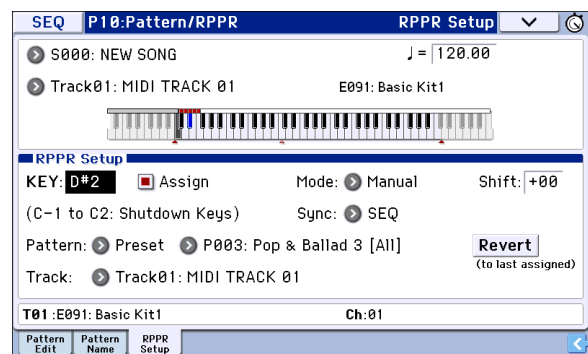 SEQ P10:Pattern/RPPR RPPR Setup
S000: NEW SONG ♩= 120.00
Track01: MIDI TRACK 01 E091: Basic Kit1
RPPR Setup
KEY: D#2 Assign Mode: Manual Shift: +00
(C-1 to C2: Shutdown Keys) Sync: SEQ
Pattern: Preset P003: Pop & Ballad 3 [All] Revert
(to last assigned)
Track: Track01: MIDI TRACK 01
T01 :E091: Basic Kit1 Ch:01
Pattern Edit Pattern Name RPPR Setup